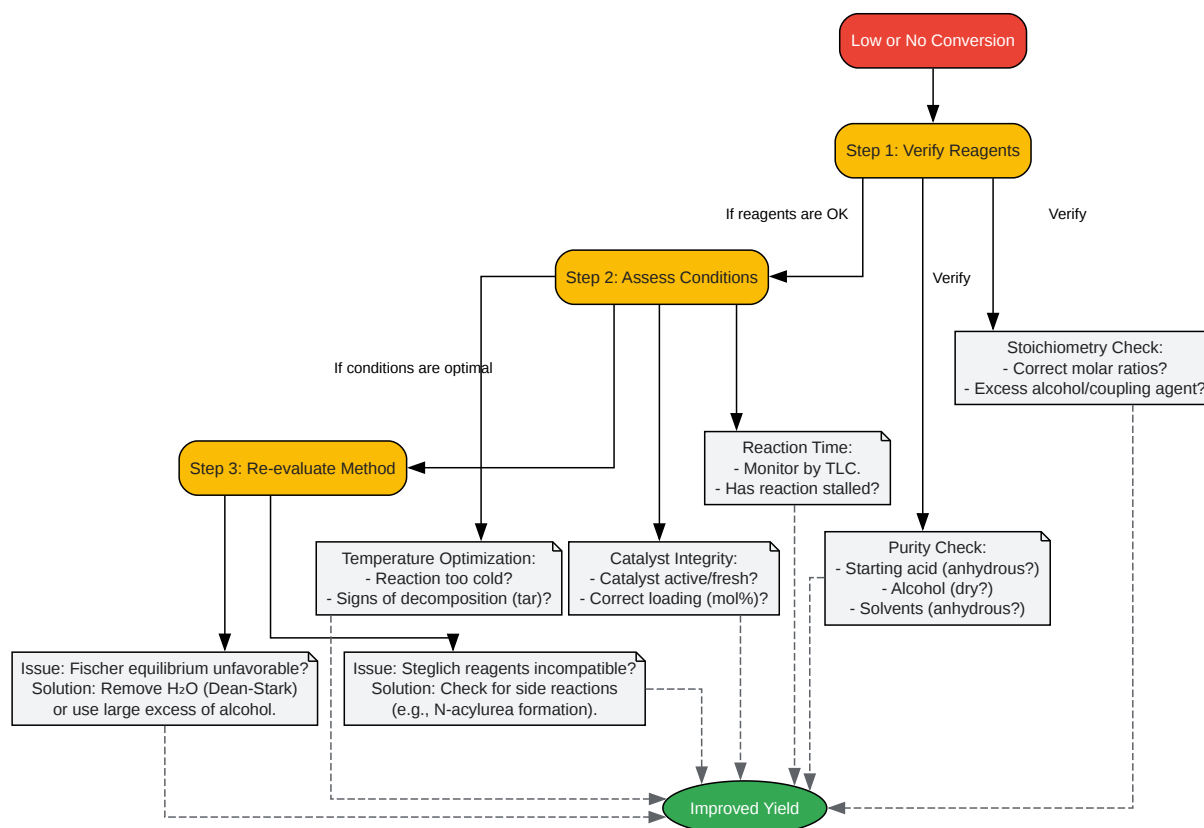 Low or No Conversion
Step 1: Verify Reagents
If reagents are OK
Verify
Step 2: Assess Conditions
Verify
Stoichiometry Check:
- Correct molar ratios?
- Excess alcohol/coupling agent?
If conditions are optimal
Reaction Time:
- Monitor by TLC.
- Has reaction stalled?
Step 3: Re-evaluate Method
Temperature Optimization:
- Reaction too cold?
- Signs of decomposition (tar)?
Catalyst Integrity:
- Catalyst active/fresh?
- Correct loading (mol%)?
Purity Check:
- Starting acid (anhydrous?)
- Alcohol (dry?)
- Solvents (anhydrous?)
Issue: Fischer equilibrium unfavorable?
Solution: Remove H₂O (Dean-Stark)
or use large excess of alcohol.
Issue: Steglich reagents incompatible?
Solution: Check for side reactions
(e.g., N-acylurea formation).
Improved Yield